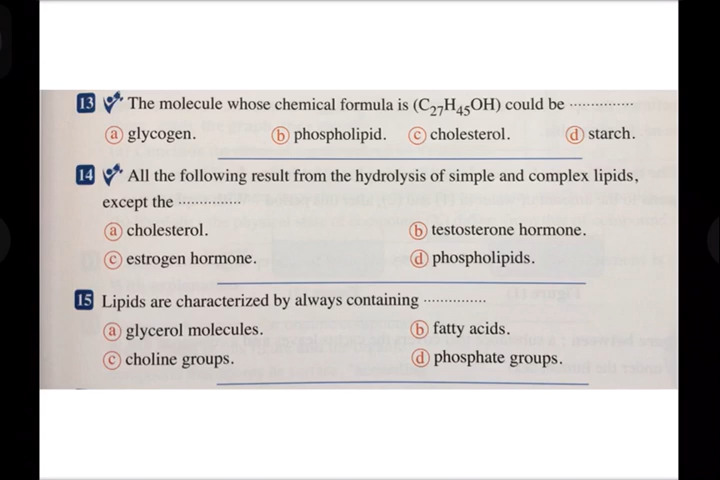 13 The molecule whose chemical formula is (C₂₇H₄₅OH) could be ..............
a glycogen. b phospholipid. c cholesterol. d starch.
14 All the following result from the hydrolysis of simple and complex lipids,
except the ..............
a cholesterol. b testosterone hormone.
c estrogen hormone. d phospholipids.
15 Lipids are characterized by always containing ..............
a glycerol molecules. b fatty acids.
c choline groups. d phosphate groups.